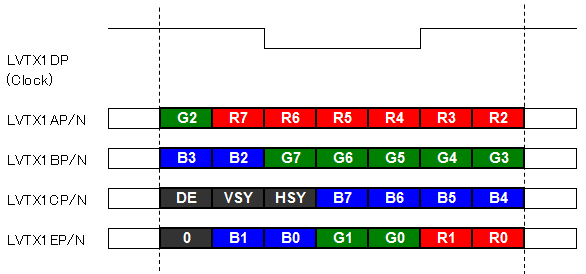 LVTX1 DP
(Clock)
LVTX1 AP/N G2 R7 R6 R5 R4 R3 R2
LVTX1 BP/N B3 B2 G7 G6 G5 G4 G3
LVTX1 CP/N DE VSY HSY B7 B6 B5 B4
LVTX1 EP/N 0 B1 B0 G1 G0 R1 R0